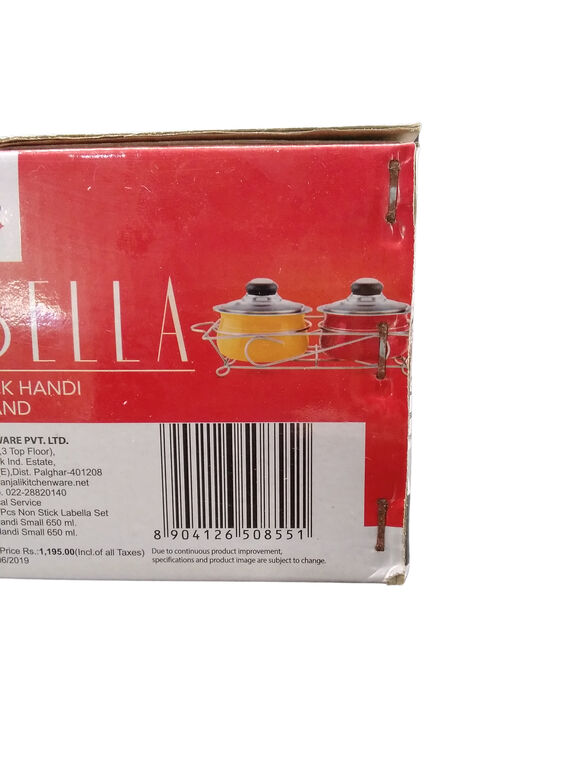 BELLA
CK HANDI
AND
WARE PVT. LTD.
,3 Top Floor),
k Ind. Estate,
(E),Dist. Palghar-401208
anjalikitchenware.net
o. 022-28820140
al Service
Pcs Non Stick Labella Set
andi Small 650 ml.
Handi Small 650 ml.
Price Rs.:1,195.00(Incl.of all Taxes)
06/2019
8 904126 508551
Due to continuous product improvement,
specifications and product image are subject to change.